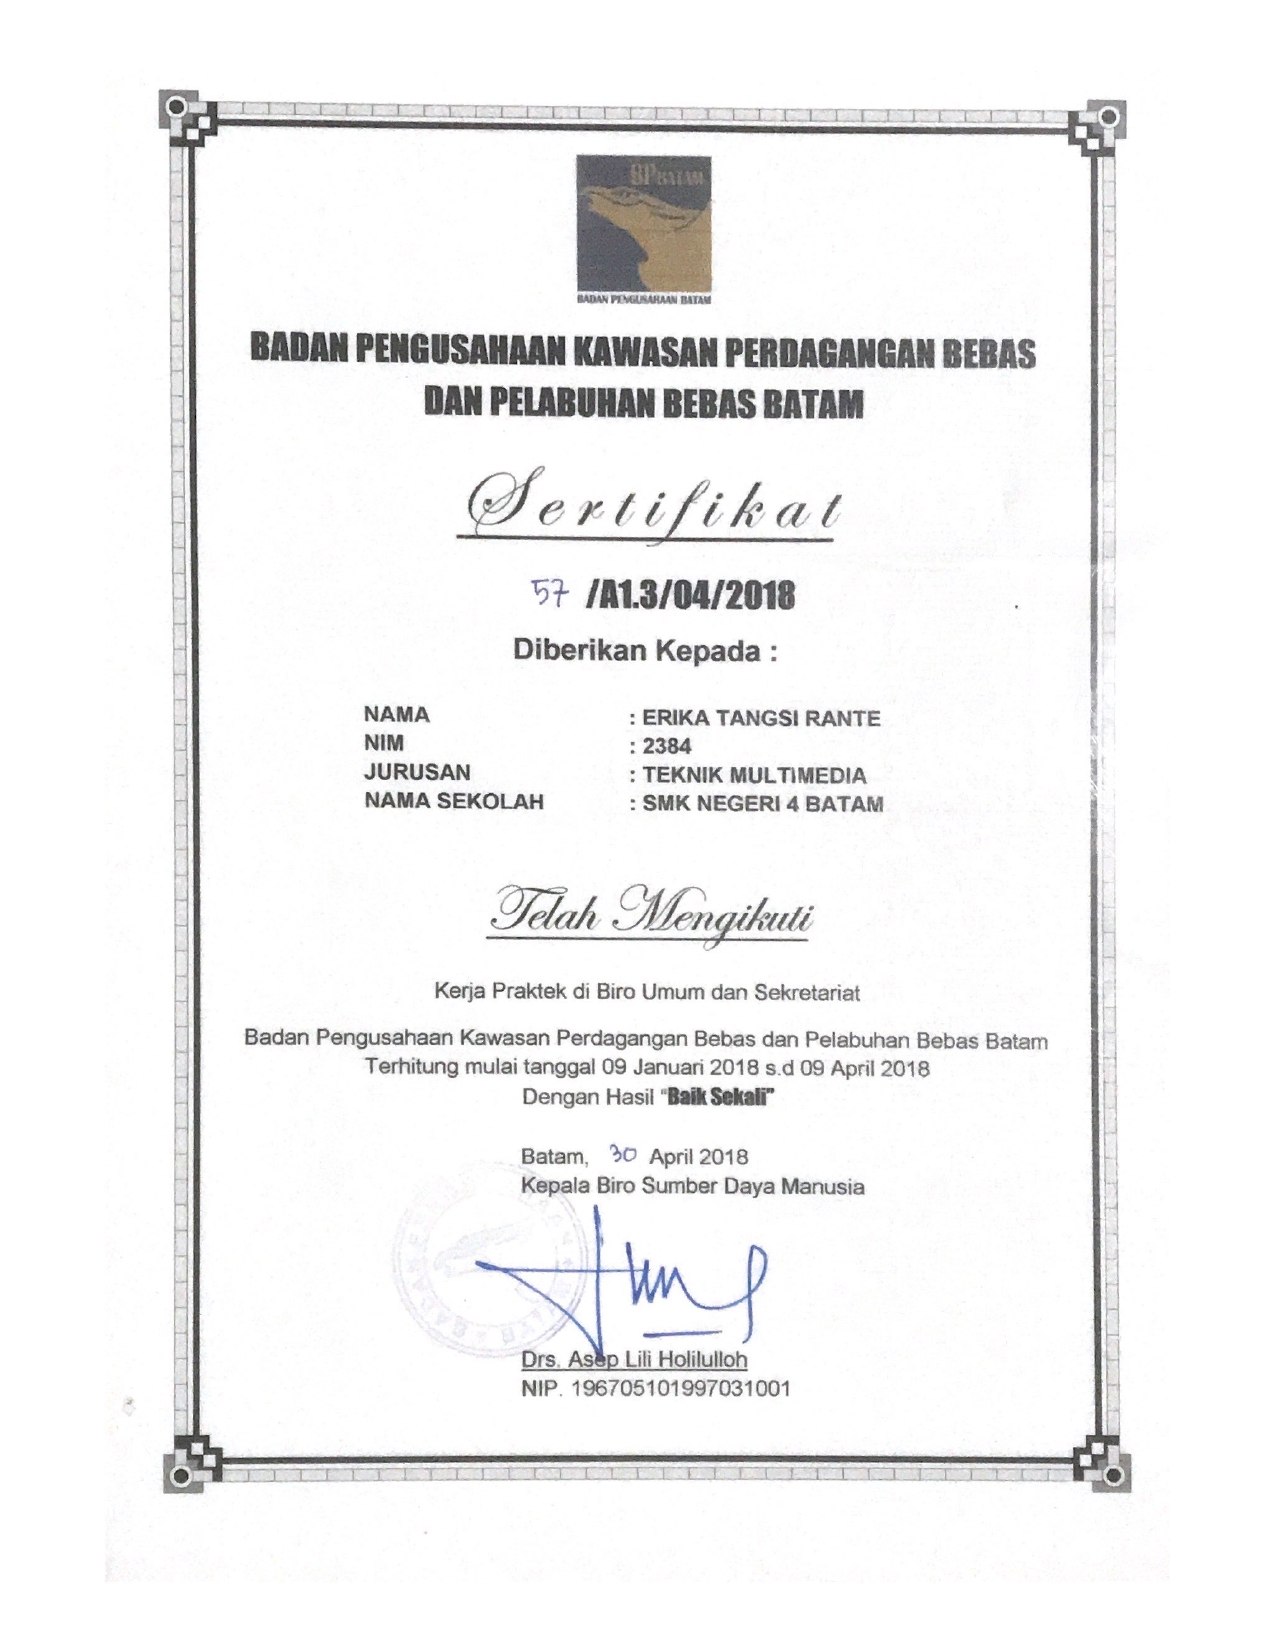 BP BATAM
BADAN PENGUSAHAAN BATAM
BADAN PENGUSAHAAN KAWASAN PERDAGANGAN BEBAS
DAN PELABUHAN BEBAS BATAM
Sertifikat
57 /A1.3/04/2018
Diberikan Kepada :
NAMA : ERIKA TANGSI RANTE
NIM : 2384
JURUSAN : TEKNIK MULTIMEDIA
NAMA SEKOLAH : SMK NEGERI 4 BATAM
Telah Mengikuti
Kerja Praktek di Biro Umum dan Sekretariat
Badan Pengusahaan Kawasan Perdagangan Bebas dan Pelabuhan Bebas Batam
Terhitung mulai tanggal 09 Januari 2018 s.d 09 April 2018
Dengan Hasil "Baik Sekali"
Batam, 30 April 2018
Kepala Biro Sumber Daya Manusia
Drs. Asep Lili Holilulloh
NIP. 196705101997031001